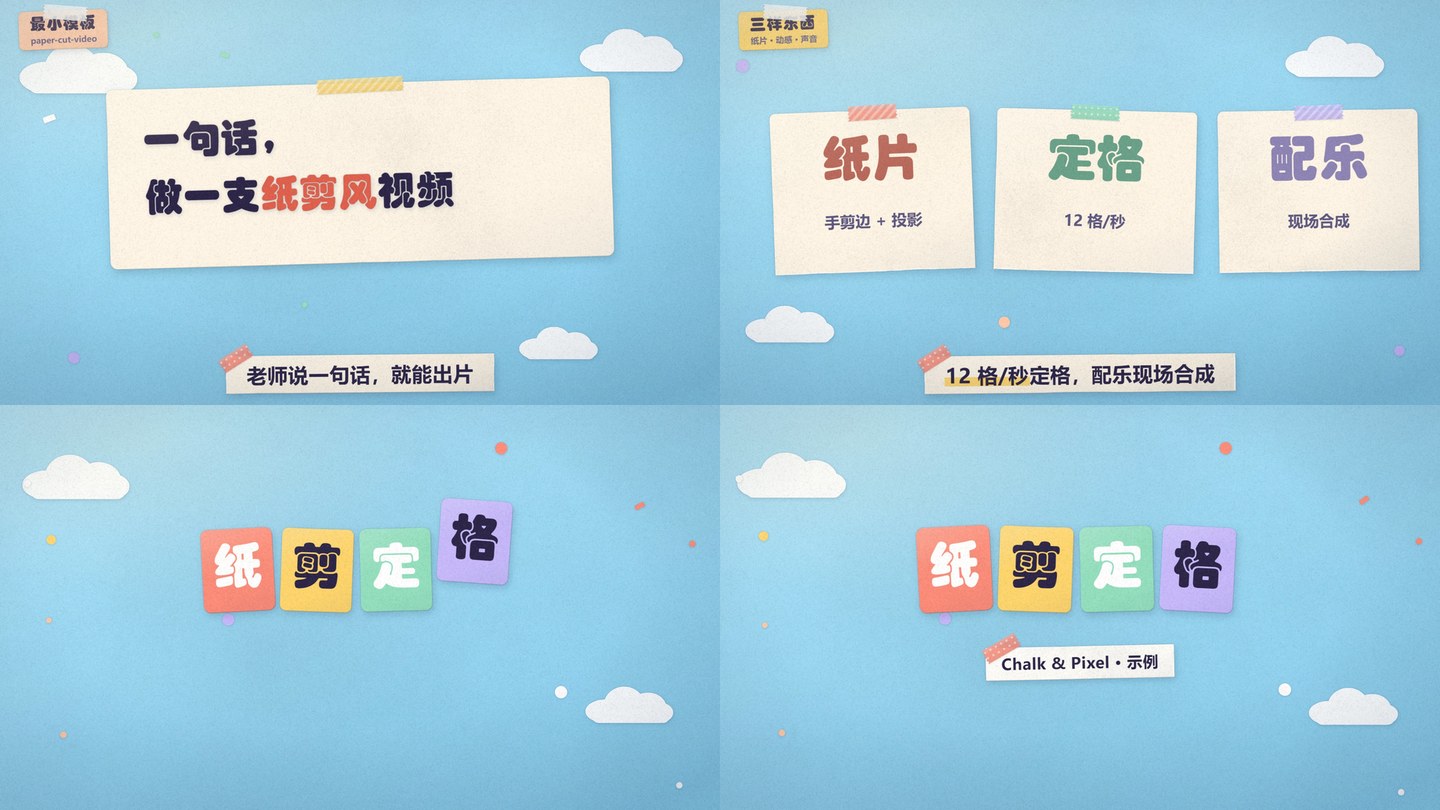 最小模板
paper-cut-video
一句话，
做一支纸剪风视频
老师说一句话，就能出片
三样东西
纸片·动感·声音
纸片
手剪边 + 投影
定格
12 格/秒
配乐
现场合成
12 格/秒定格，配乐现场合成
纸剪定格
纸剪定格
Chalk & Pixel · 示例